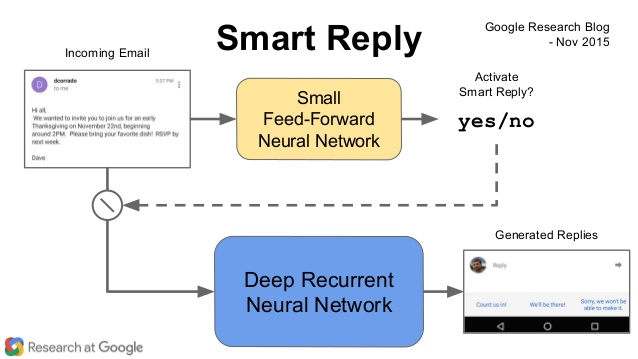 Smart Reply
Google Research Blog
- Nov 2015
Incoming Email
D
dcorrado
to me
5:37 PM
Hi all,
We wanted to invite you to join us for an early
Thanksgiving on November 22nd, beginning
around 2PM. Please bring your favorite dish! RSVP by
next week.
Dave
Small
Feed-Forward
Neural Network
Activate
Smart Reply?
yes/no
Deep Recurrent
Neural Network
Generated Replies
Reply
Count us in!
We'll be there!
Sorry, we won't be
able to make it.
Research at Google